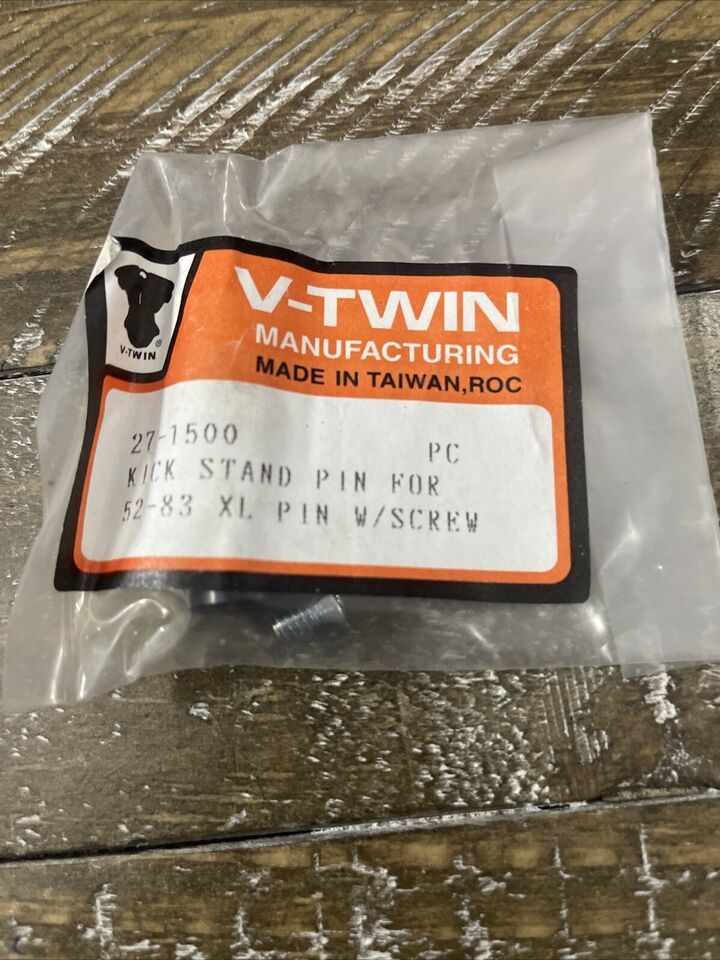 V-TWIN
®
V-TWIN
MANUFACTURING
MADE IN TAIWAN,ROC
27-1500 PC
KICK STAND PIN FOR
52-83 XL PIN W/SCREW